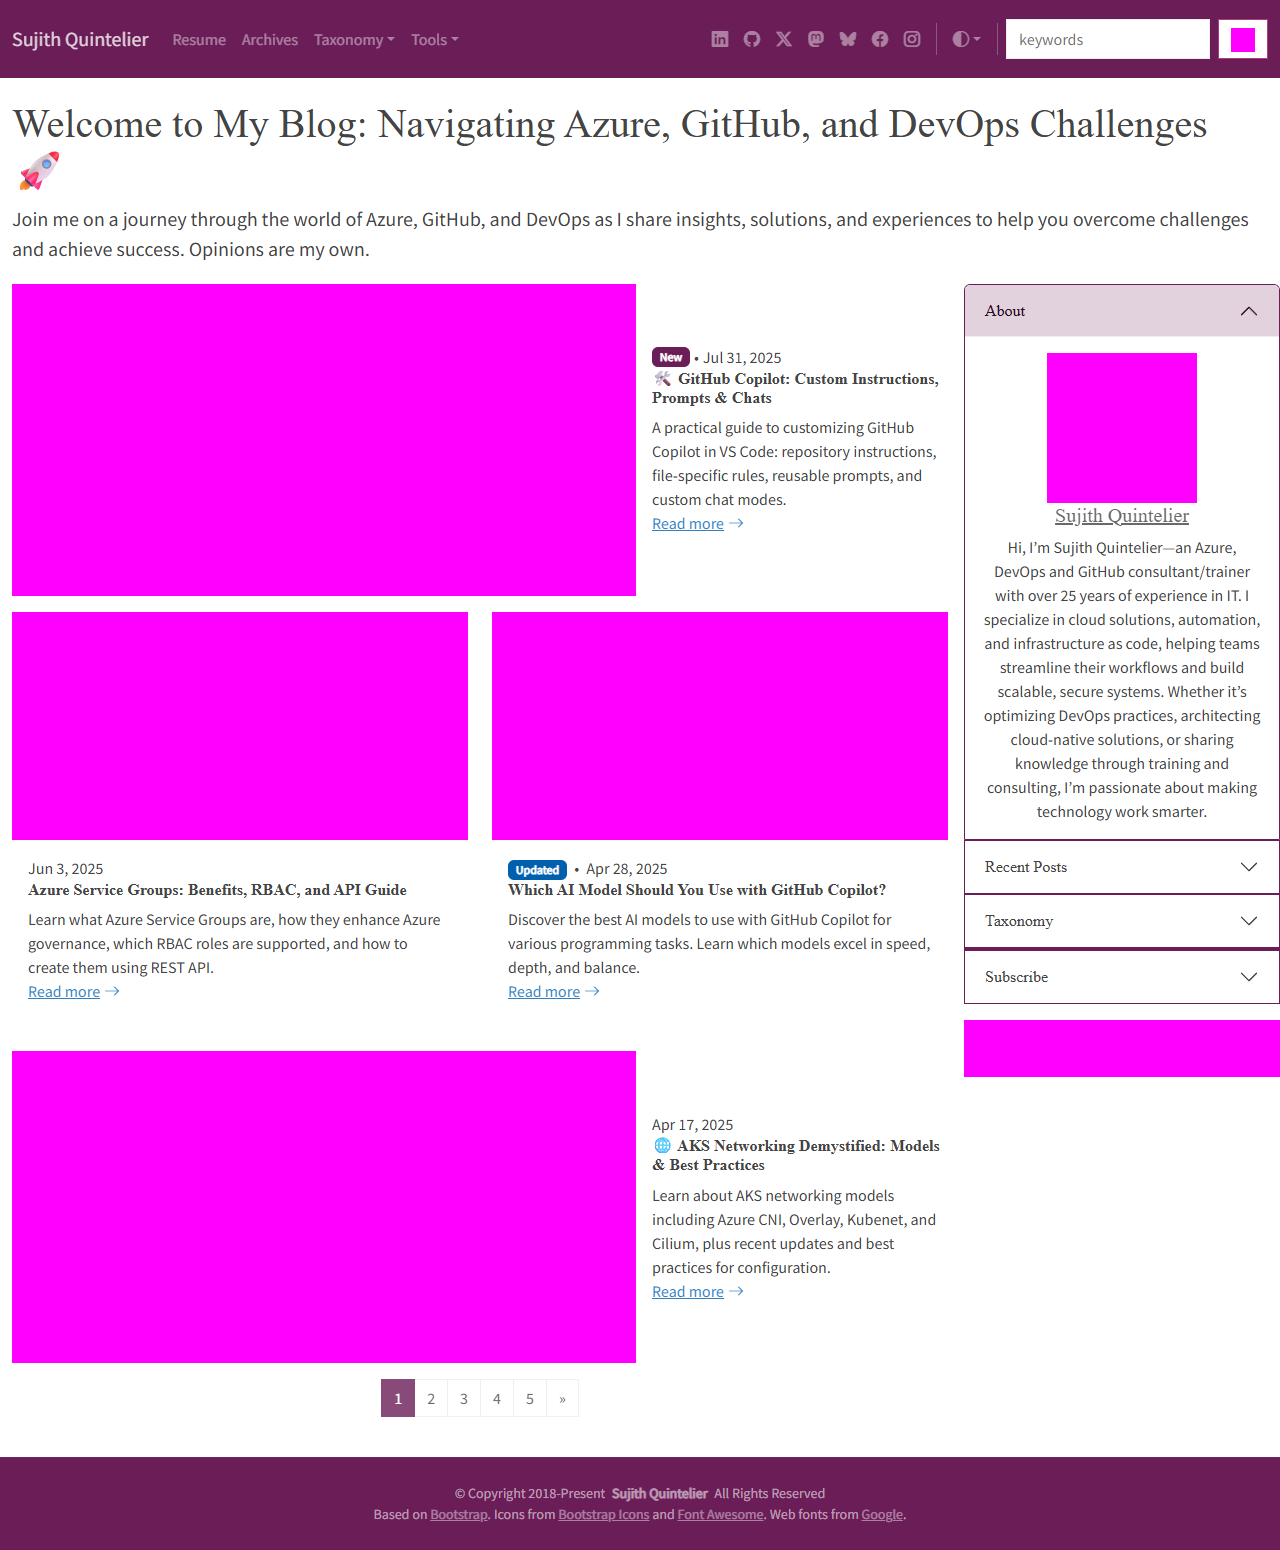 Sujith Quintelier Resume Archives Taxonomy Tools keywords
Welcome to My Blog: Navigating Azure, GitHub, and DevOps Challenges
🚀
Join me on a journey through the world of Azure, GitHub, and DevOps as I share insights, solutions, and experiences to help you overcome challenges
and achieve success. Opinions are my own.
New • Jul 31, 2025
🛠️ GitHub Copilot: Custom Instructions,
Prompts & Chats
A practical guide to customizing GitHub
Copilot in VS Code: repository instructions,
file-specific rules, reusable prompts, and
custom chat modes.
Read more
Jun 3, 2025
Azure Service Groups: Benefits, RBAC, and API Guide
Learn what Azure Service Groups are, how they enhance Azure
governance, which RBAC roles are supported, and how to
create them using REST API.
Read more
Updated • Apr 28, 2025
Which AI Model Should You Use with GitHub Copilot?
Discover the best AI models to use with GitHub Copilot for
various programming tasks. Learn which models excel in speed,
depth, and balance.
Read more
Apr 17, 2025
🌐 AKS Networking Demystified: Models
& Best Practices
Learn about AKS networking models
including Azure CNI, Overlay, Kubenet, and
Cilium, plus recent updates and best
practices for configuration.
Read more
1 2 3 4 5 »
About
Sujith Quintelier
Hi, I’m Sujith Quintelier—an Azure,
DevOps and GitHub consultant/trainer
with over 25 years of experience in IT. I
specialize in cloud solutions, automation,
and infrastructure as code, helping teams
streamline their workflows and build
scalable, secure systems. Whether it’s
optimizing DevOps practices, architecting
cloud-native solutions, or sharing
knowledge through training and
consulting, I’m passionate about making
technology work smarter.
Recent Posts
Taxonomy
Subscribe
© Copyright 2018-Present Sujith Quintelier All Rights Reserved
Based on Bootstrap. Icons from Bootstrap Icons and Font Awesome. Web fonts from Google.